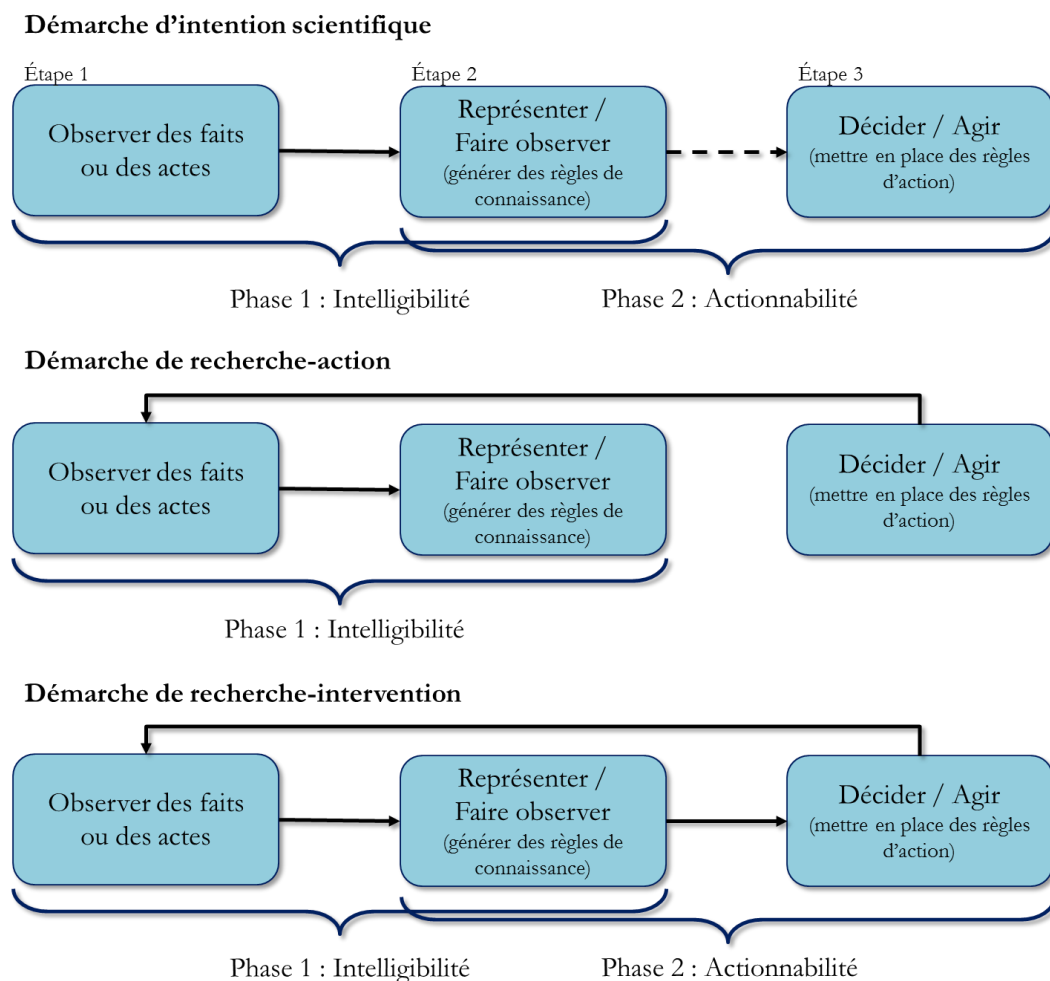 Démarche d’intention scientifique
Étape 1
Étape 2
Étape 3
Observer des faits
ou des actes
Représenter /
Faire observer
(générer des règles de
connaissance)
Décider / Agir
(mettre en place des règles
d’action)
Phase 1 : Intelligibilité
Phase 2 : Actionnabilité
Démarche de recherche-action
Observer des faits
ou des actes
Représenter /
Faire observer
(générer des règles de
connaissance)
Décider / Agir
(mettre en place des règles
d’action)
Phase 1 : Intelligibilité
Démarche de recherche-intervention
Observer des faits
ou des actes
Représenter /
Faire observer
(générer des règles de
connaissance)
Décider / Agir
(mettre en place des règles
d’action)
Phase 1 : Intelligibilité
Phase 2 : Actionnabilité